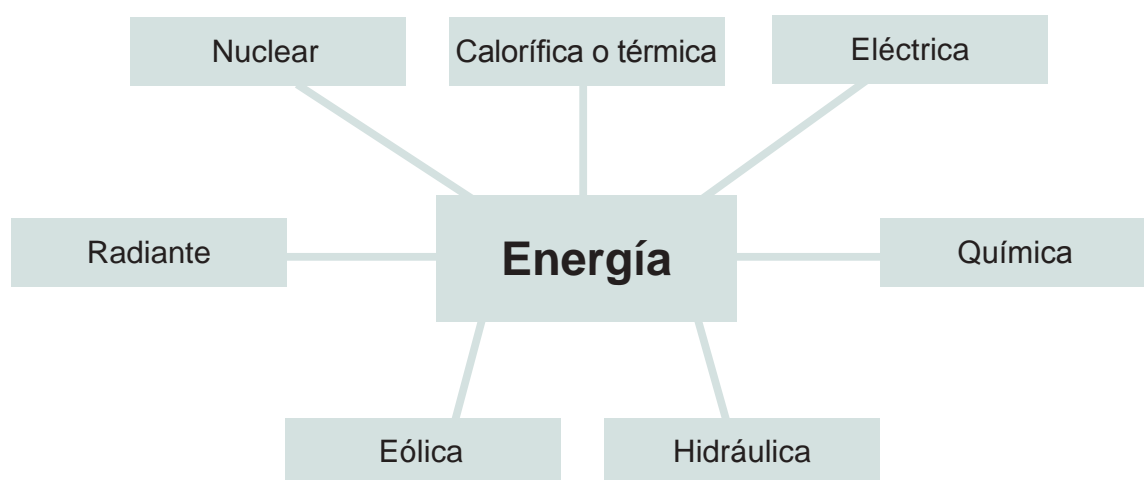 Nuclear
Calorífica o térmica
Eléctrica
Radiante
Energía
Química
Eólica
Hidráulica